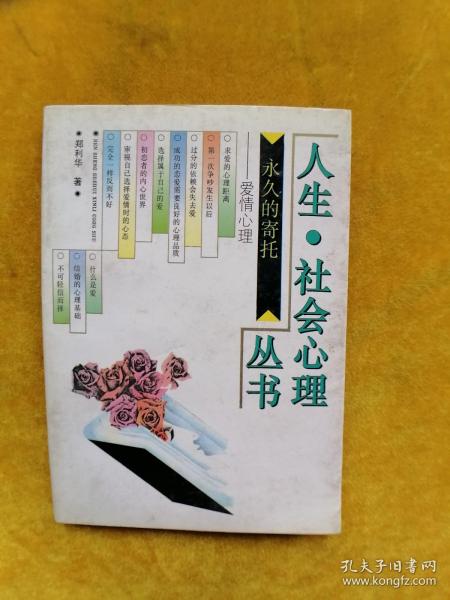 人生·社会心理
丛书
永久的寄托
——爱情心理
○求爱的心理距离
○第一次争吵发生以后
○过分的依赖会失去爱
○成功的恋爱需要良好的心理品质
○选择属于自己的爱
○初恋者的内心世界
○审视自己选择爱情时的心态
○完全一样反而不好
○什么是爱
○结婚的心理基础
○不可轻信而择
REN SHENG SHEHUI XINLI CONG SHU
郑利华 著
孔夫子旧书网
www.kongfz.com